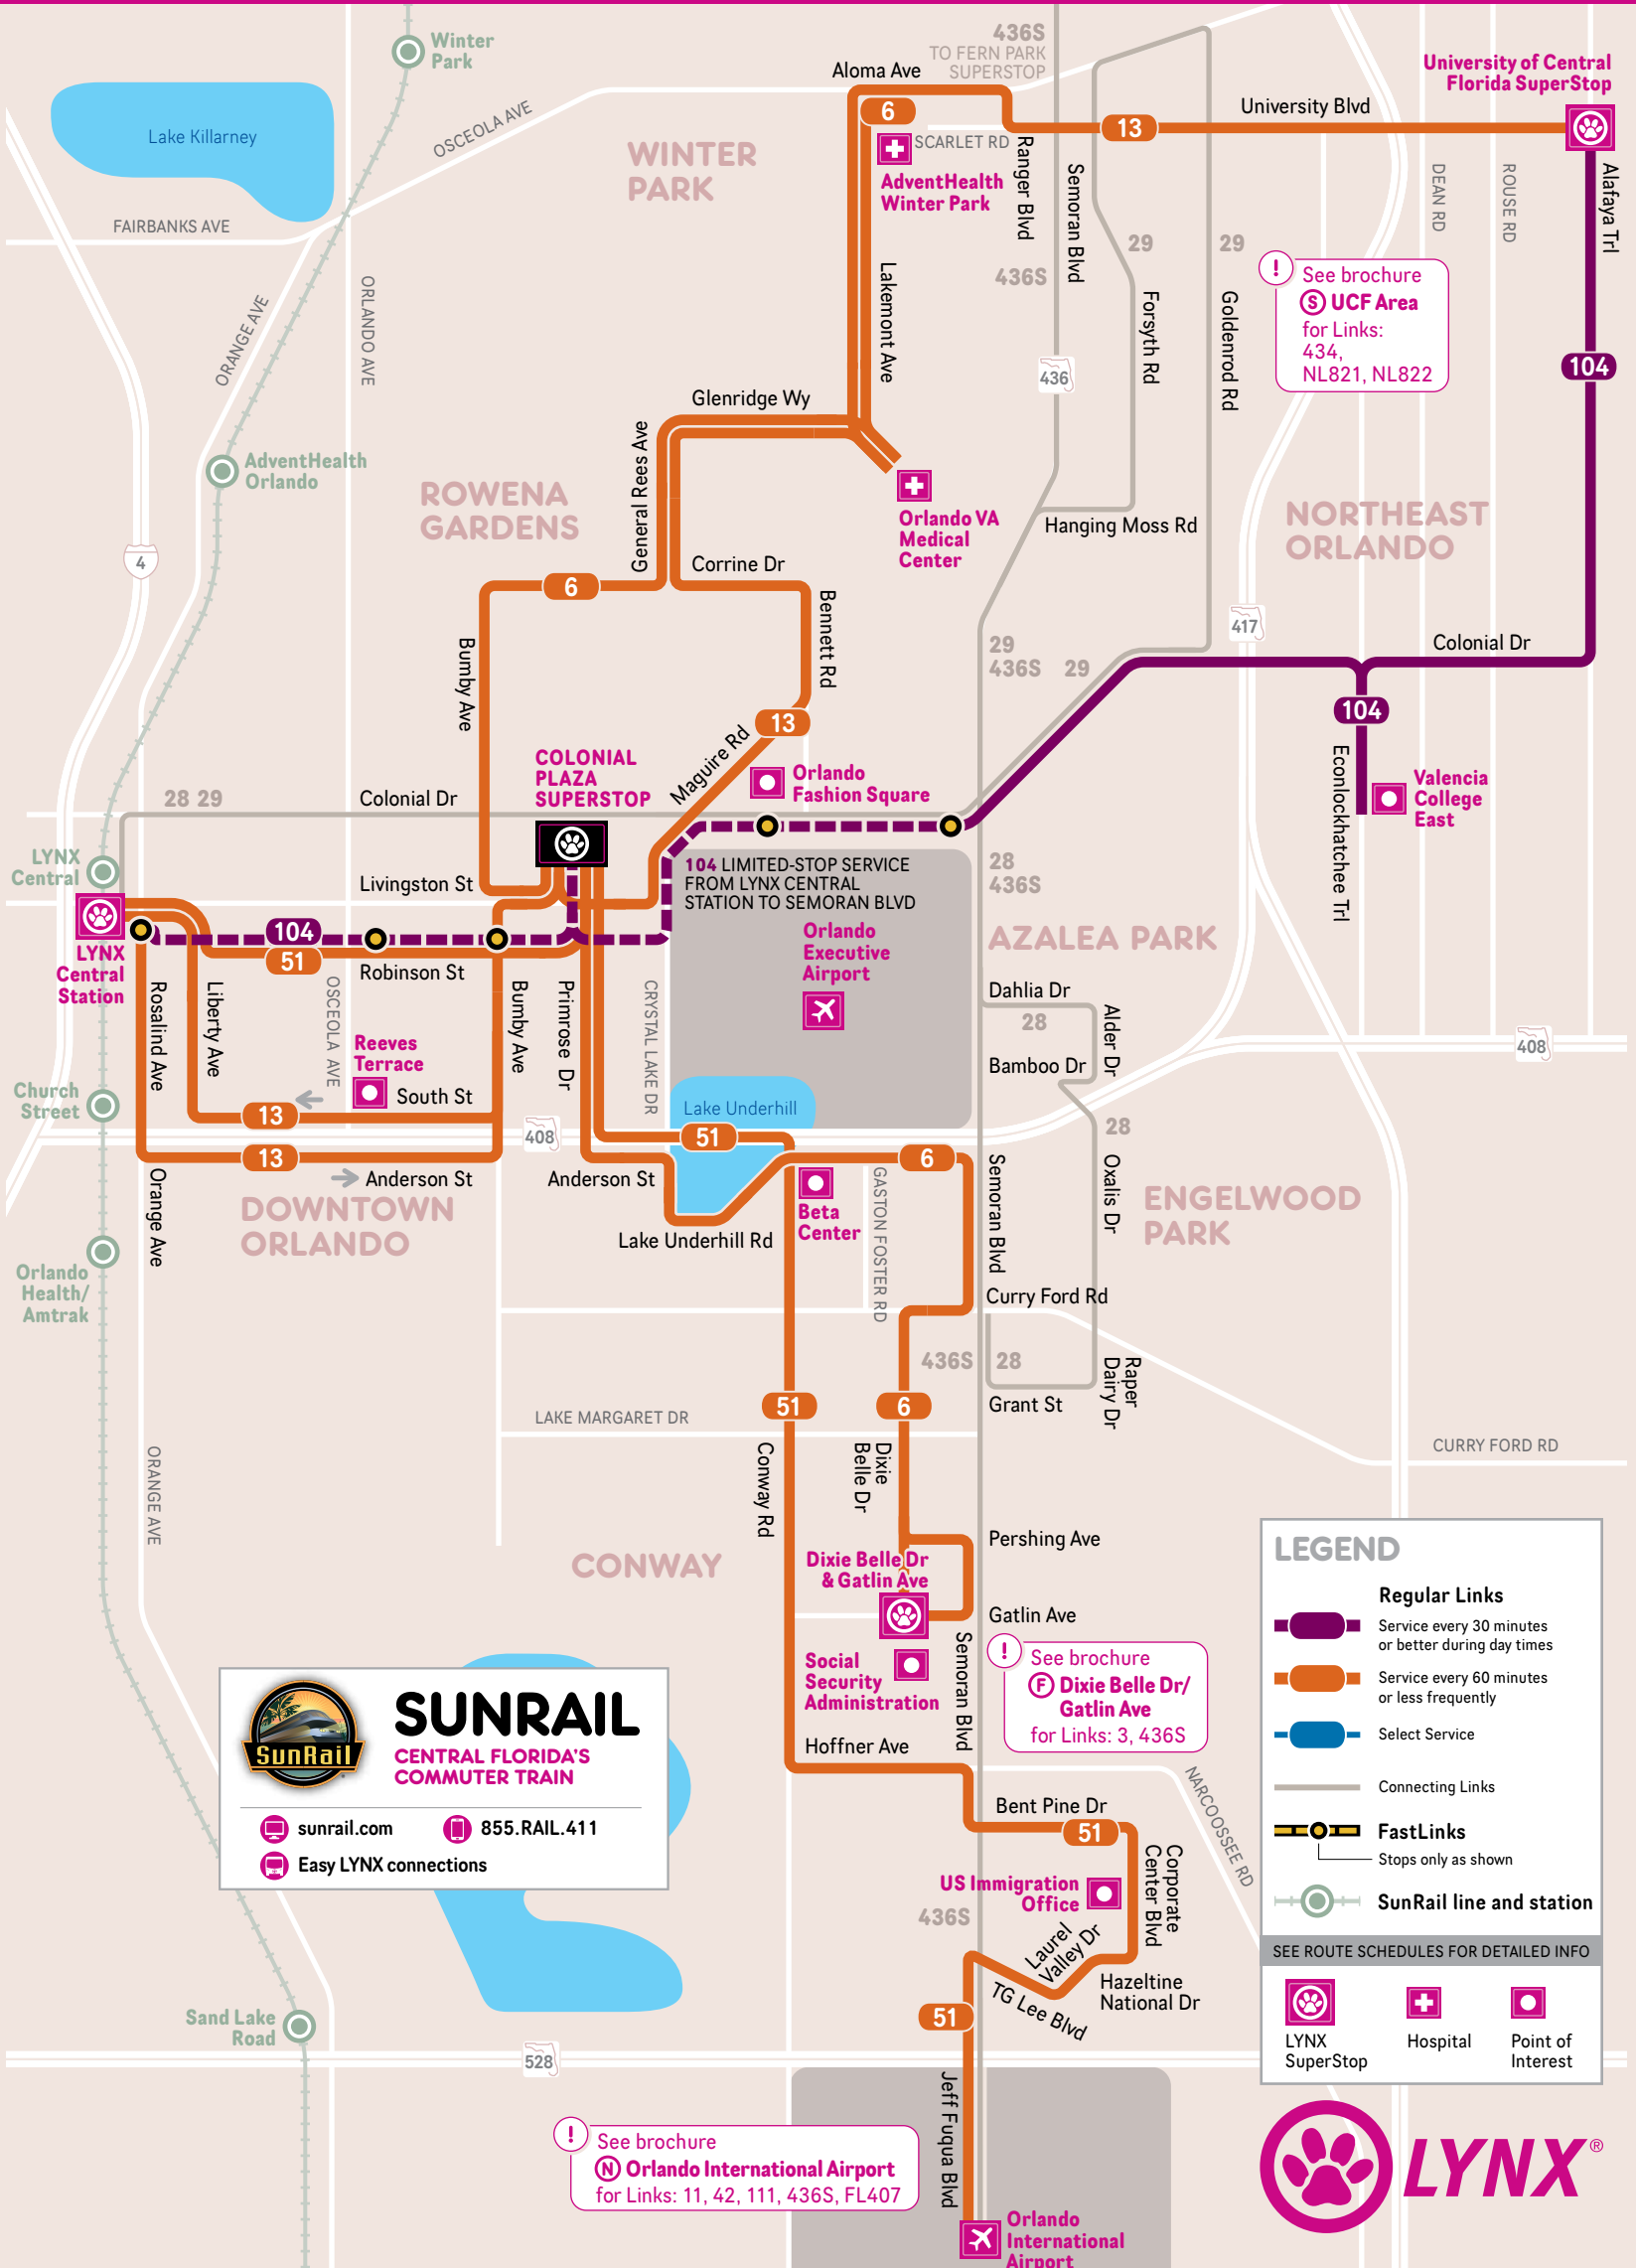 Winter
Park
436S
TO FERN PARK
SUPERSTOP
Aloma Ave
University of Central
Florida SuperStop
6
University Blvd
13
Lake Killarney
OSCEOLA AVE
WINTER
PARK
SCARLET RD
AdventHealth
Winter Park
Ranger Blvd
Semoran Blvd
DEAN RD
ROUSE RD
Alafaya Trl
FAIRBANKS AVE
29
29
436S
See brochure
S UCF Area
for Links:
434,
NL821, NL822
!
ORANGE AVE
ORLANDO AVE
Lakemont Ave
Forsyth Rd
Goldenrod Rd
436
104
Glenridge Wy
General Rees Ave
AdventHealth
Orlando
ROWENA
GARDENS
Orlando VA
Medical
Center
Hanging Moss Rd
NORTHEAST
ORLANDO
4
Corrine Dr
6
Bennett Rd
417
Bumby Ave
29
436S
29
Colonial Dr
104
13
Maguire Rd
COLONIAL
PLAZA
SUPERSTOP
Orlando
Fashion Square
Econlockhatchee Trl
Valencia
College
East
28 29
Colonial Dr
LYNX
Central
Livingston St
104 LIMITED-STOP SERVICE
FROM LYNX CENTRAL
STATION TO SEMORAN BLVD
28
436S
104
51
Robinson St
LYNX
Central
Station
Orlando
Executive
Airport
AZALEA PARK
Rosalind Ave
Liberty Ave
OSCEOLA AVE
Bumby Ave
Primrose Dr
CRYSTAL LAKE DR
Dahlia Dr
28
Alder Dr
Bamboo Dr
408
Reeves
Terrace
South St
Church
Street
13
Lake Underhill
408
51
28
13
Anderson St
Anderson St
6
Orange Ave
DOWNTOWN
ORLANDO
Lake Underhill Rd
Beta
Center
GASTON FOSTER RD
Semoran Blvd
Oxalis Dr
ENGELWOOD
PARK
Orlando
Health/
Amtrak
Curry Ford Rd
436S
28
Raper
Dairy Dr
Grant St
51
6
LAKE MARGARET DR
CURRY FORD RD
ORANGE AVE
Conway Rd
Dixie
Belle Dr
Pershing Ave
CONWAY
Dixie Belle Dr
& Gatlin Ave
Gatlin Ave
Social
Security
Administration
Semoran Blvd
!
See brochure
F Dixie Belle Dr/
Gatlin Ave
for Links: 3, 436S
Hoffner Ave
NARCOOSSEE RD
Bent Pine Dr
51
Corporate
Center Blvd
US Immigration
Office
436S
Laurel
Valley Dr
Hazeltine
National Dr
TG Lee Blvd
51
SunRail
SUNRAIL
CENTRAL FLORIDA'S
COMMUTER TRAIN
sunrail.com
855.RAIL.411
Easy LYNX connections
Sand Lake
Road
528
Jeff Fuqua Blvd
!
See brochure
N Orlando International Airport
for Links: 11, 42, 111, 436S, FL407
Orlando
International
Airport
LEGEND
Regular Links
Service every 30 minutes
or better during day times
Service every 60 minutes
or less frequently
Select Service
Connecting Links
FastLinks
Stops only as shown
SunRail line and station
SEE ROUTE SCHEDULES FOR DETAILED INFO
LYNX
SuperStop
Hospital
Point of
Interest
LYNX®